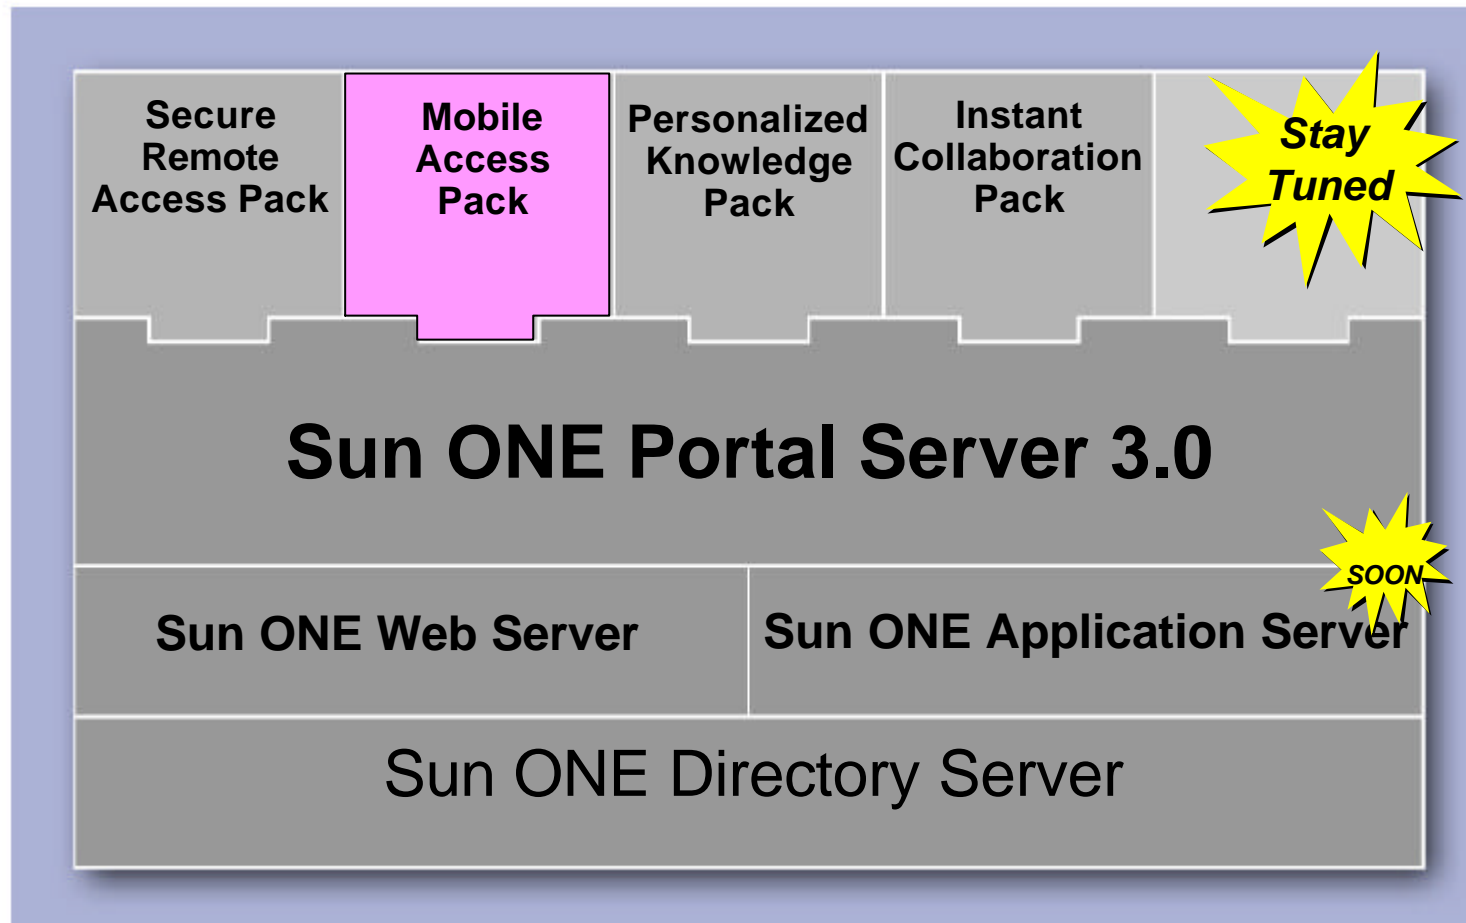 Secure
Remote
Access Pack
Mobile
Access
Pack
Personalized
Knowledge
Pack
Instant
Collaboration
Pack
Stay
Tuned
Sun ONE Portal Server 3.0
SOON
Sun ONE Web Server
Sun ONE Application Server
Sun ONE Directory Server